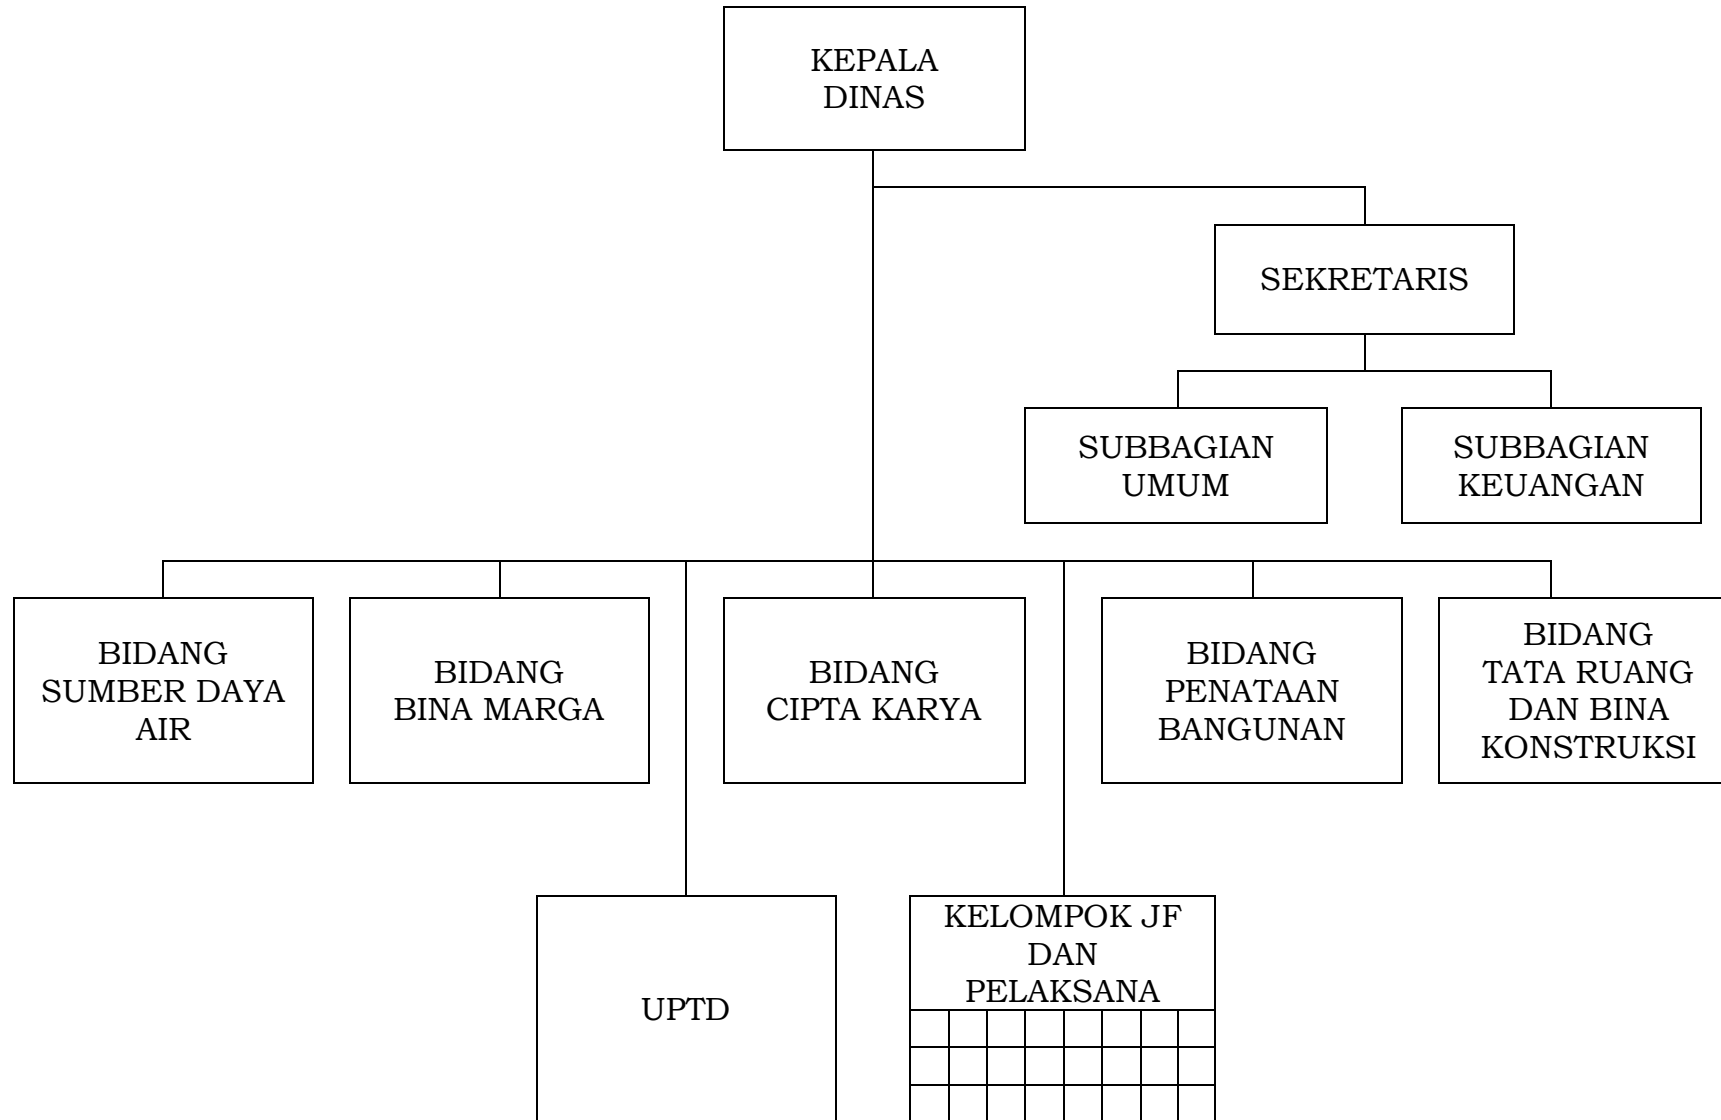 KEPALA
DINAS
SEKRETARIS
SUBBAGIAN
UMUM
SUBBAGIAN
KEUANGAN
BIDANG
SUMBER DAYA
AIR
BIDANG
BINA MARGA
BIDANG
CIPTA KARYA
BIDANG
PENATAAN
BANGUNAN
BIDANG
TATA RUANG
DAN BINA
KONSTRUKSI
UPTD
KELOMPOK JF
DAN
PELAKSANA